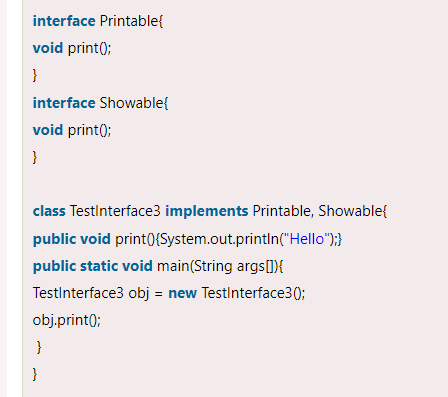 interface Printable{
void print();
}
interface Showable{
void print();
}
class TestInterface3 implements Printable, Showable{
public void print(){System.out.println("Hello");}
public static void main(String args[]){
TestInterface3 obj = new TestInterface3();
obj.print();
}
}